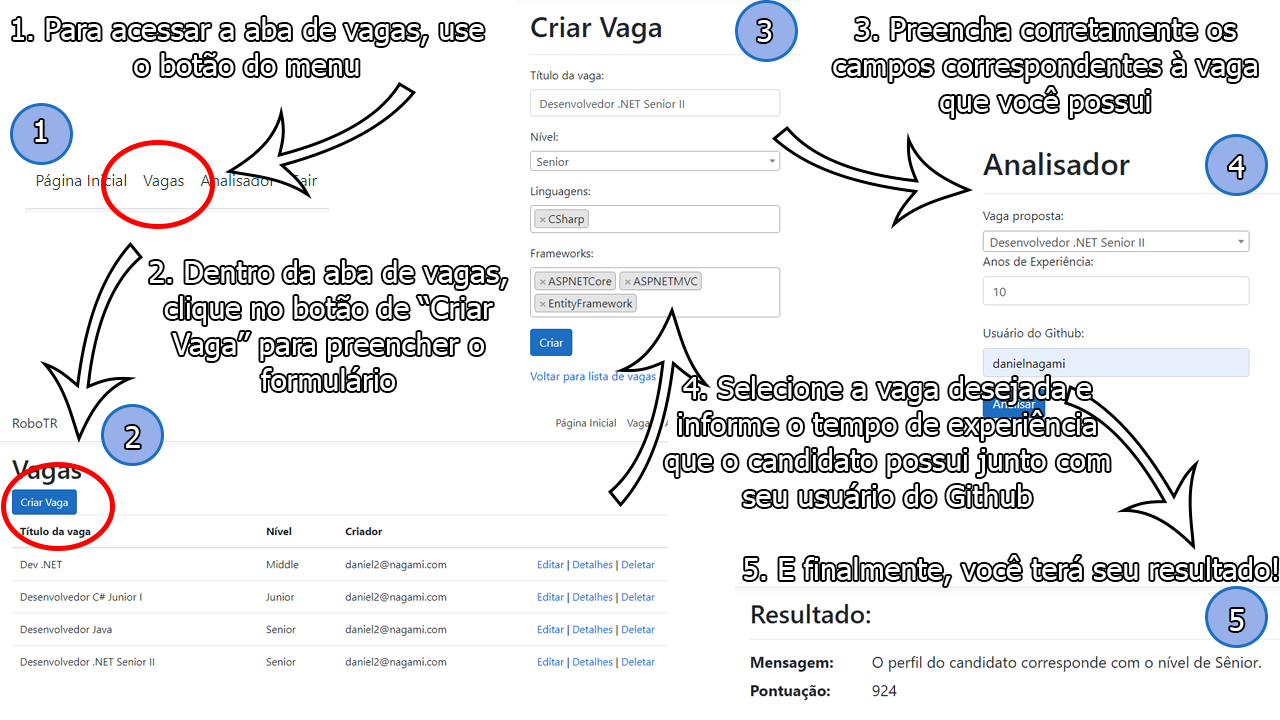 1. Para acessar a aba de vagas, use
o botão do menu
1
Página Inicial Vagas Analisador Sair
2. Dentro da aba de vagas,
clique no botão de “Criar
Vaga” para preencher o
formulário
RoboTR
2
Página Inicial
Vagas
Criar Vaga
Título da vaga Nível Criador
Dev .NET Middle daniel2@nagami.com Editar | Detalhes | Deletar
Desenvolvedor C# Junior I Junior daniel2@nagami.com Editar | Detalhes | Deletar
Desenvolvedor Java Senior daniel2@nagami.com Editar | Detalhes | Deletar
Desenvolvedor .NET Senior II Senior daniel2@nagami.com Editar | Detalhes | Deletar
Criar Vaga
3
Título da vaga:
Desenvolvedor .NET Senior II
Nível:
Senior
Linguagens:
×CSharp
Frameworks:
×ASPNETCore ×ASPNETMVC
×EntityFramework
Criar
Voltar para lista de vagas
3. Preencha corretamente os
campos correspondentes à vaga
que você possui
Analisador
4
Vaga proposta:
Desenvolvedor .NET Senior II
Anos de Experiência:
10
Usuário do Github:
danielnagami
Analisar
4. Selecione a vaga desejada e
informe o tempo de experiência
que o candidato possui junto com
seu usuário do Github
5. E finalmente, você terá seu resultado!
Resultado:
5
Mensagem: O perfil do candidato corresponde com o nível de Sênior.
Pontuação: 924